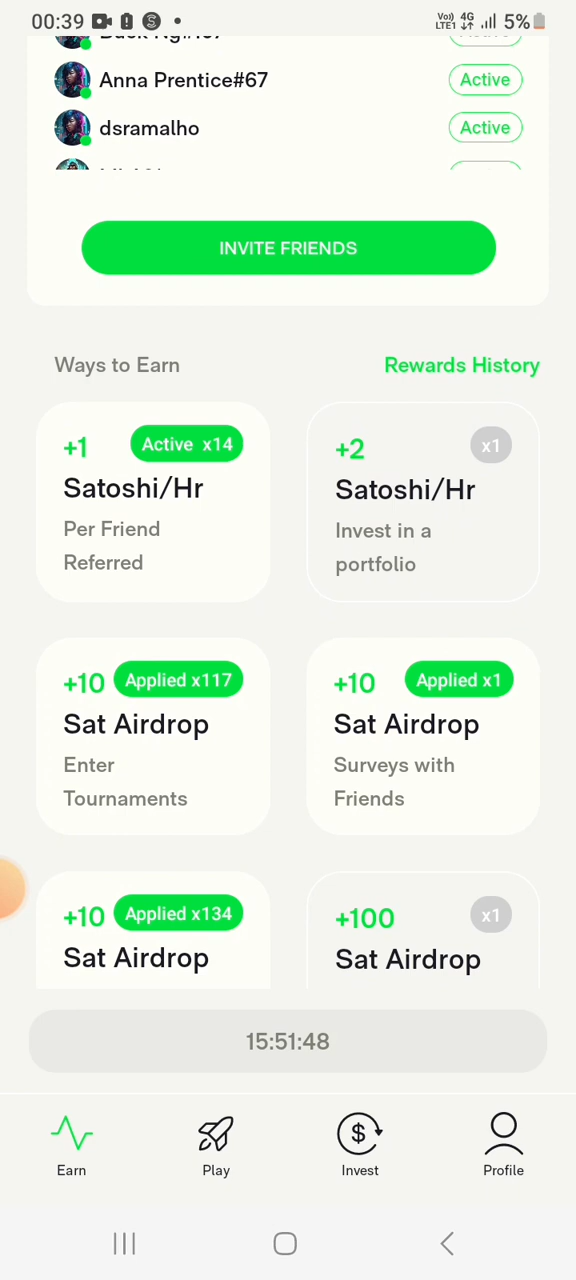 00:39 Vo) 4G 5%
LTE1
Anna Prentice#67 Active
dsramalho Active
INVITE FRIENDS
Ways to Earn Rewards History
+1 Active x14
Satoshi/Hr
Per Friend
Referred
+2 x1
Satoshi/Hr
Invest in a
portfolio
+10 Applied x117
Sat Airdrop
Enter
Tournaments
+10 Applied x1
Sat Airdrop
Surveys with
Friends
+10 Applied x134
Sat Airdrop
+100 x1
Sat Airdrop
15:51:48
Earn Play Invest Profile